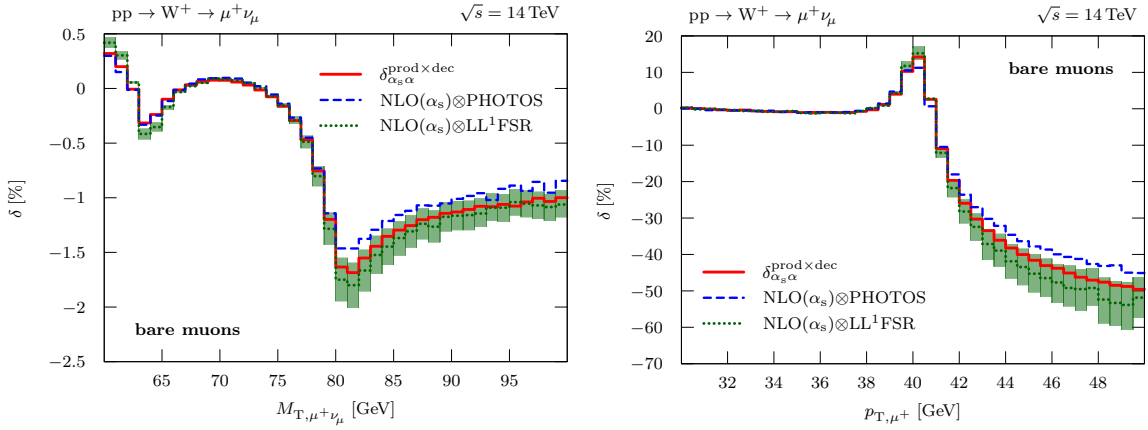 pp → W⁺ → μ⁺ν_μ √s = 14 TeV
0.5
0
−0.5
−1
−1.5
−2
−2.5
δ [%]
δ^{prod×dec}_{α_sα}
NLO(α_s)⊗PHOTOS
NLO(α_s)⊗LL¹FSR
bare muons
65 70 75 80 85 90 95
M_{T,μ⁺ν_μ} [GeV]
pp → W⁺ → μ⁺ν_μ √s = 14 TeV
20
10
0
−10
−20
−30
−40
−50
−60
−70
δ [%]
bare muons
δ^{prod×dec}_{α_sα}
NLO(α_s)⊗PHOTOS
NLO(α_s)⊗LL¹FSR
32 34 36 38 40 42 44 46 48
p_{T,μ⁺} [GeV]